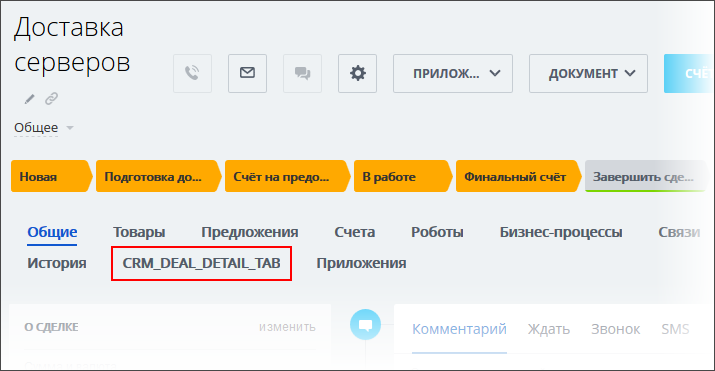 Доставка
серверов
ПРИЛОЖ... ДОКУМЕНТ СЧЁТ
Общее
Новая Подготовка до... Счёт на предо... В работе Финальный счёт Завершить сде...
Общие Товары Предложения Счета Роботы Бизнес-процессы Связи
История CRM_DEAL_DETAIL_TAB Приложения
О СДЕЛКЕ изменить Комментарий Ждать Звонок SMS